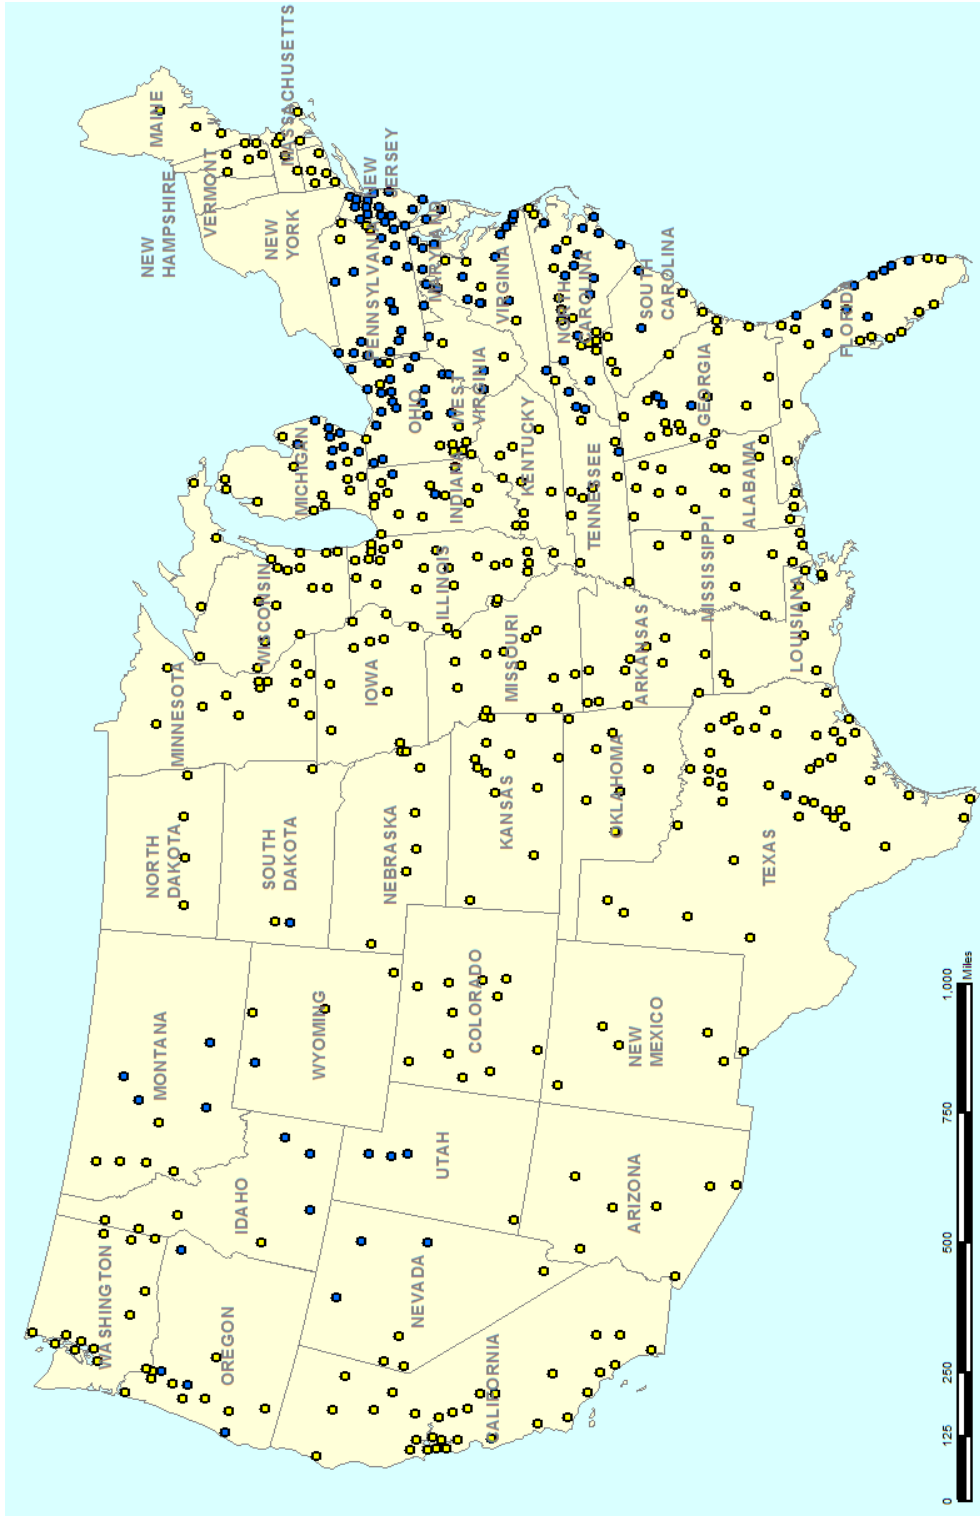 WASHINGTON
OREGON
CALIFORNIA
IDAHO
NEVADA
ARIZONA
UTAH
MONTANA
WYOMING
COLORADO
NEW
MEXICO
NORTH
DAKOTA
SOUTH
DAKOTA
NEBRASKA
KANSAS
OKLAHOMA
TEXAS
MINNESOTA
IOWA
MISSOURI
ARKANSAS
LOUISIANA
WISCONSIN
ILLINOIS
MISSISSIPPI
MICHIGAN
INDIANA
KENTUCKY
TENNESSEE
ALABAMA
OHIO
WEST
VIRGINIA
GEORGIA
FLORIDA
PENNSYLVANIA
MARYLAND
VIRGINIA
NORTH
CAROLINA
SOUTH
CAROLINA
NEW
YORK
NEW
JERSEY
NEW
HAMPSHIRE
VERMONT
MAINE
MASSACHUSETTS
0 125 250 500 750 1,000
Miles